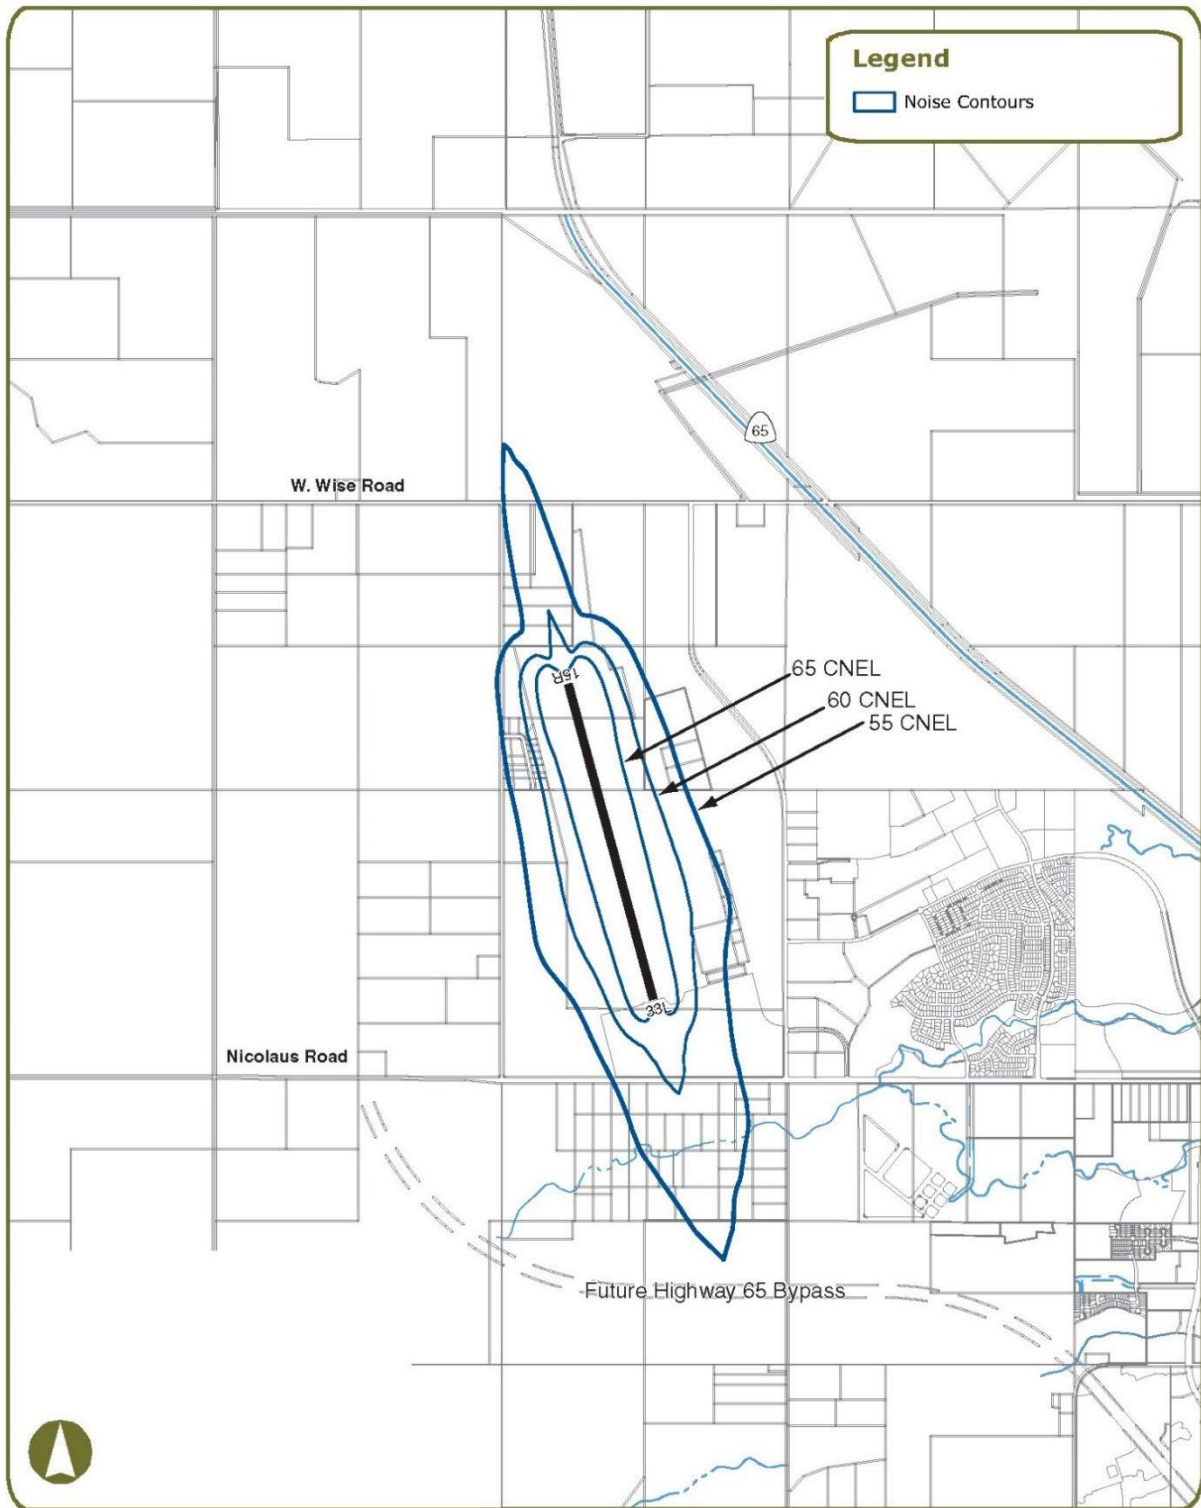 Legend
Noise Contours
65
W. Wise Road
65 CNEL
15R
60 CNEL
55 CNEL
33L
Nicolaus Road
Future Highway 65 Bypass